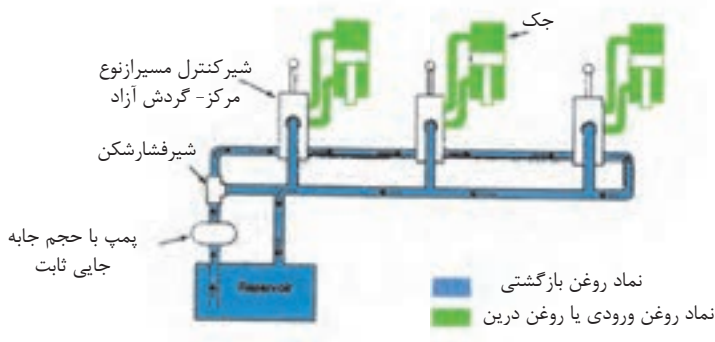 جک
شیرکنترل مسیرازنوع
مرکز- گردش آزاد
شیرفشارشکن
پمپ با حجم جابه
جایی ثابت
Reservoir
نماد روغن بازگشتی
نماد روغن ورودی یا روغن درین